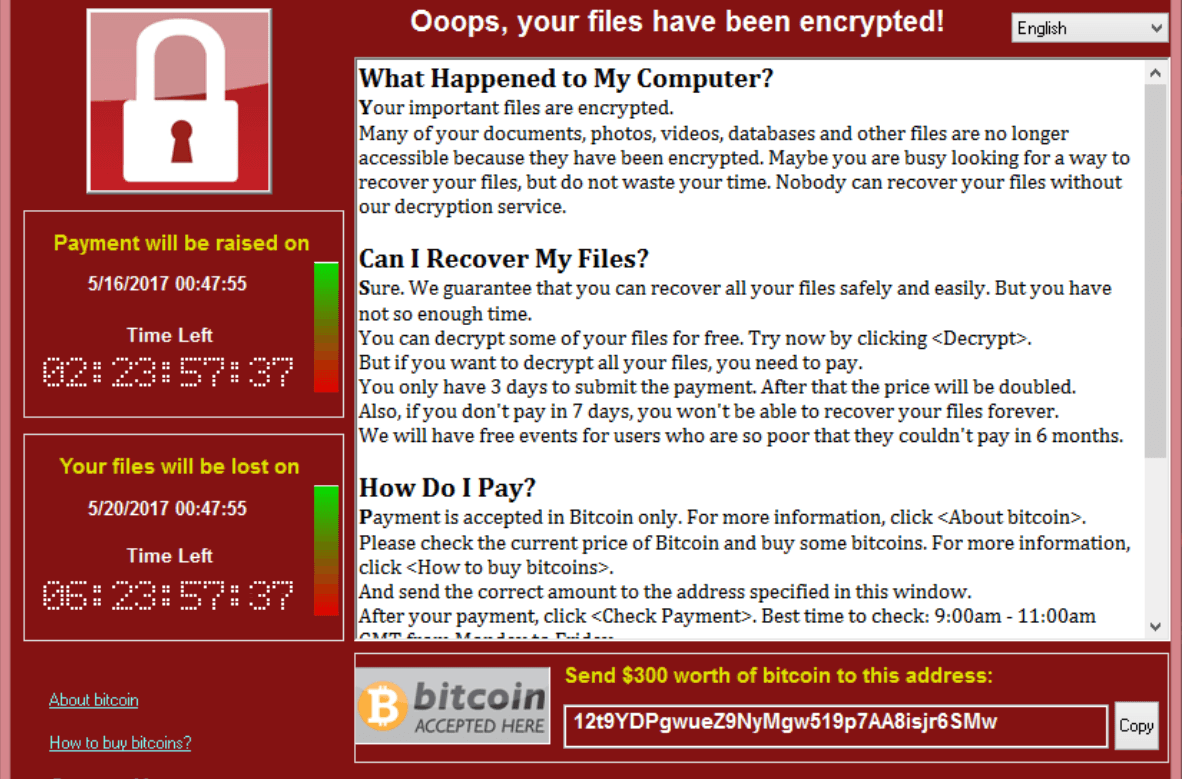 Ooops, your files have been encrypted!
English
Payment will be raised on
5/16/2017 00:47:55
Time Left
02:23:57:37
Your files will be lost on
5/20/2017 00:47:55
Time Left
06:23:57:37
About bitcoin
How to buy bitcoins?
What Happened to My Computer?
Your important files are encrypted.
Many of your documents, photos, videos, databases and other files are no longer
accessible because they have been encrypted. Maybe you are busy looking for a way to
recover your files, but do not waste your time. Nobody can recover your files without
our decryption service.
Can I Recover My Files?
Sure. We guarantee that you can recover all your files safely and easily. But you have
not so enough time.
You can decrypt some of your files for free. Try now by clicking <Decrypt>.
But if you want to decrypt all your files, you need to pay.
You only have 3 days to submit the payment. After that the price will be doubled.
Also, if you don't pay in 7 days, you won't be able to recover your files forever.
We will have free events for users who are so poor that they couldn't pay in 6 months.
How Do I Pay?
Payment is accepted in Bitcoin only. For more information, click <About bitcoin>.
Please check the current price of Bitcoin and buy some bitcoins. For more information,
click <How to buy bitcoins>.
And send the correct amount to the address specified in this window.
After your payment, click <Check Payment>. Best time to check: 9:00am - 11:00am
GMT from Monday to Friday
bitcoin
ACCEPTED HERE
Send $300 worth of bitcoin to this address:
12t9YDPgwueZ9NyMgw519p7AA8isjr6SMw
Copy